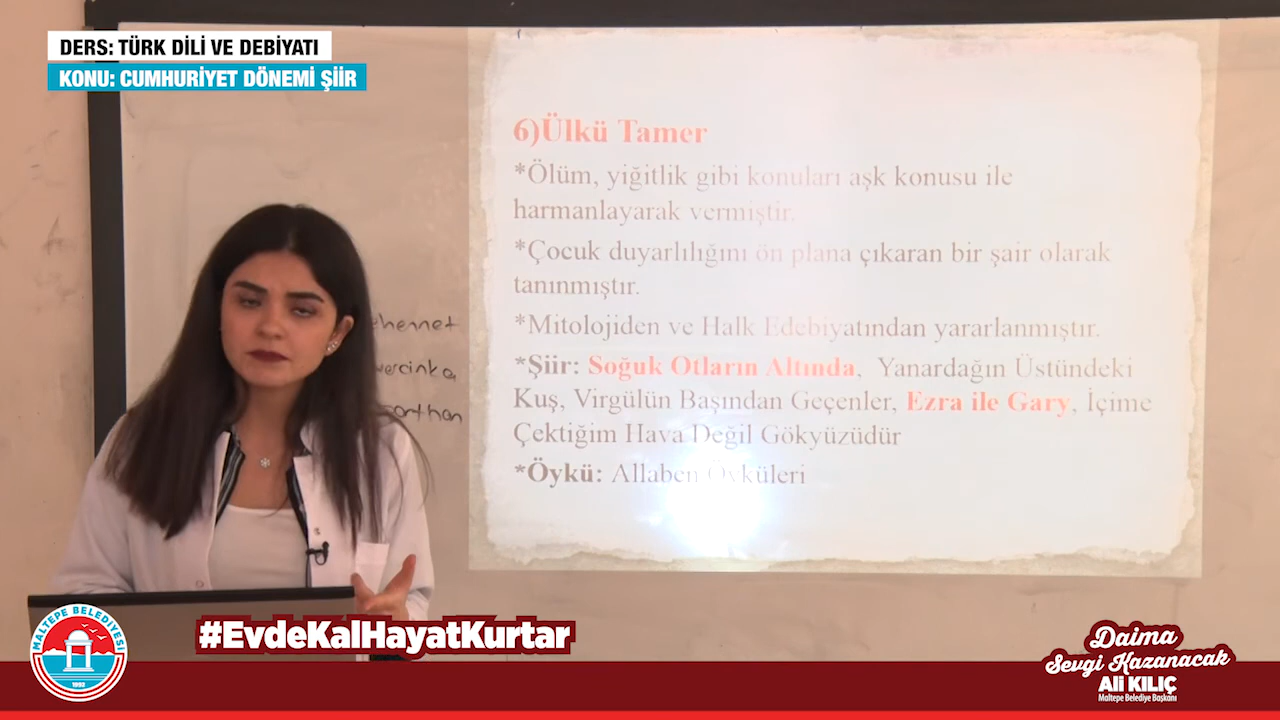 DERS: TÜRK DİLİ VE DEBİYATI
KONU: CUMHURİYET DÖNEMİ ŞİİR
6)Ülkü Tamer
*Ölüm, yiğitlik gibi konuları aşk konusu ile
harmanlayarak vermiştir.
*Çocuk duyarlılığını ön plana çıkaran bir şair olarak
tanınmıştır.
*Mitolojiden ve Halk Edebiyatından yararlanmıştır.
*Şiir: Soğuk Otların Altında, Yanardağın Üstündeki
Kuş, Virgülün Başından Geçenler, Ezra ile Gary, İçime
Çektiğim Hava Değil Gökyüzüdür
*Öykü: Allaben Öyküleri
MALTEPE BELEDİYESİ
1992
#EvdeKalHayatKurtar
Daima
Sevgi Kazanacak
Ali KILIÇ
Maltepe Belediye Başkanı